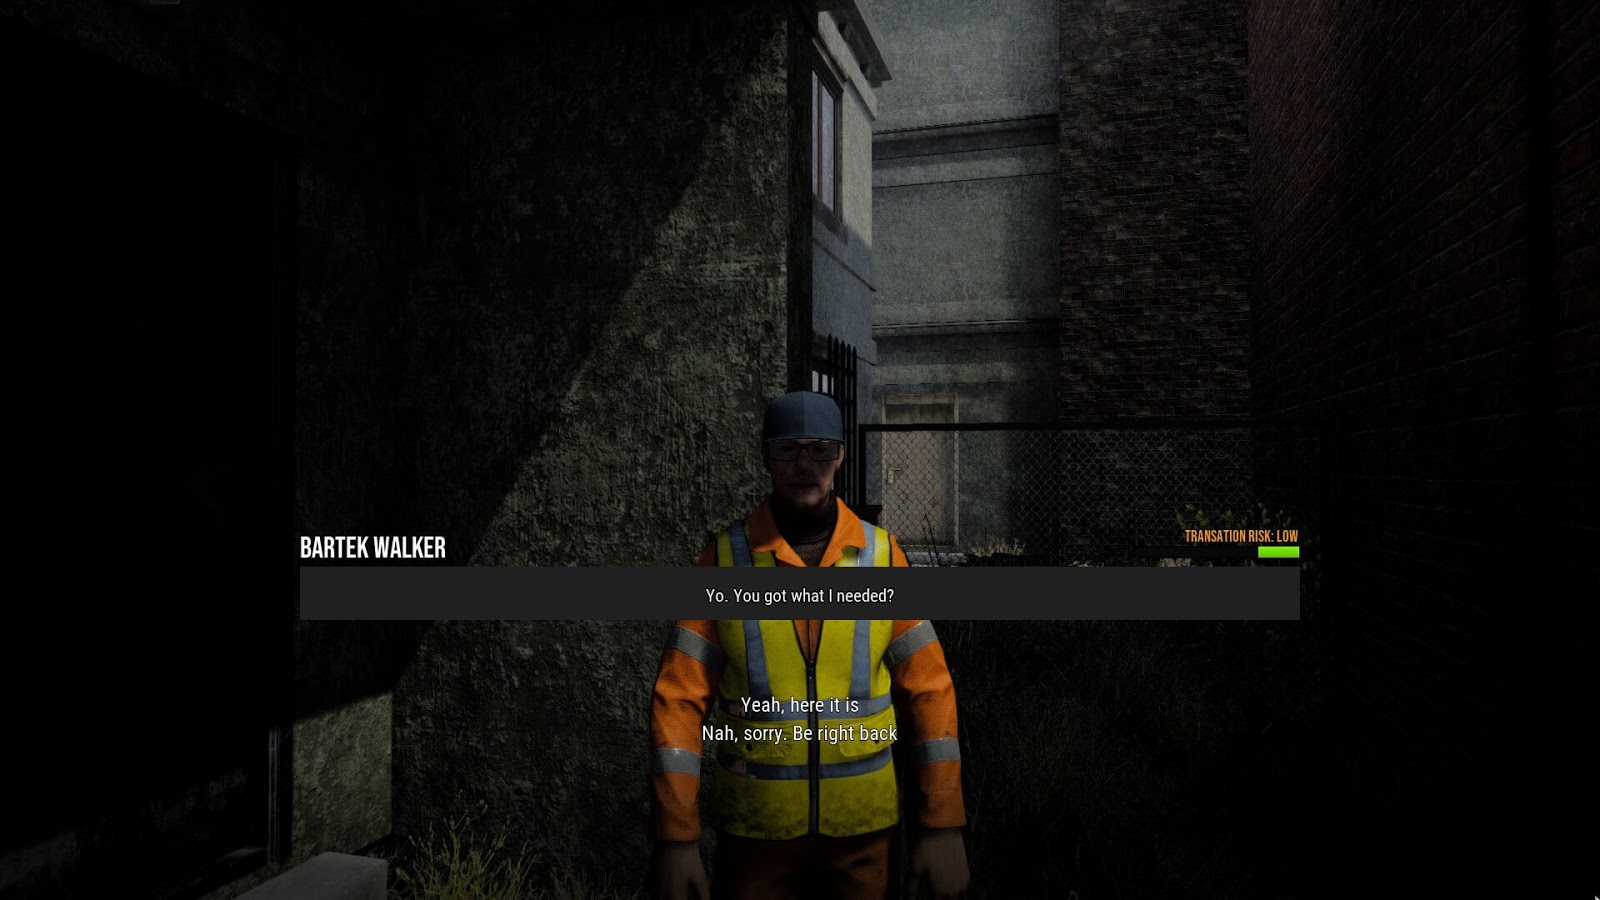 BARTEK WALKER
TRANSATION RISK: LOW
Yo. You got what I needed?
Yeah, here it is
Nah, sorry. Be right back